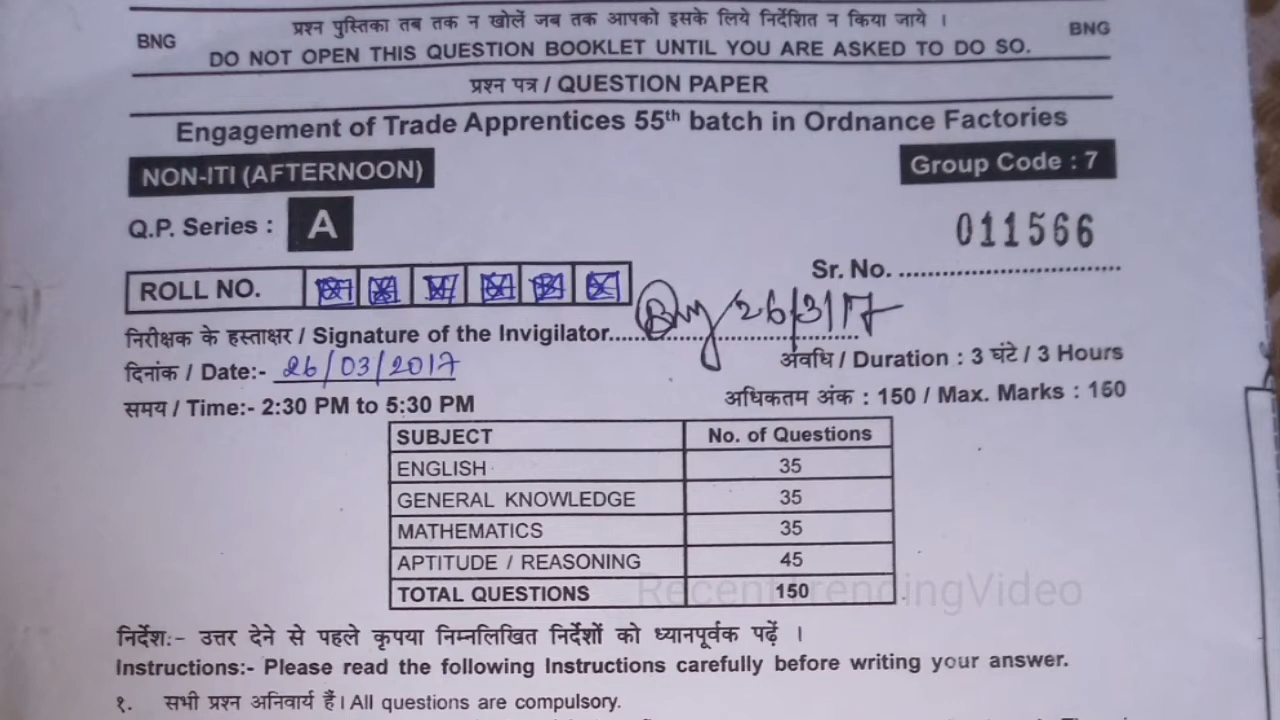 प्रश्न पुस्तिका तब तक न खोलें जब तक आपको इसके लिये निर्देशित न किया जाये ।
BNG BNG
DO NOT OPEN THIS QUESTION BOOKLET UNTIL YOU ARE ASKED TO DO SO.
प्रश्न पत्र / QUESTION PAPER
Engagement of Trade Apprentices 55th batch in Ordnance Factories
NON-ITI (AFTERNOON) Group Code : 7
Q.P. Series : A 011566
Sr. No. ................................
ROLL NO.
निरीक्षक के हस्ताक्षर / Signature of the Invigilator................................ 26/3/17
दिनांक / Date:- 26/03/2017 अवधि / Duration : 3 घंटे / 3 Hours
समय / Time:- 2:30 PM to 5:30 PM अधिकतम अंक : 150 / Max. Marks : 150
SUBJECT No. of Questions
ENGLISH 35
GENERAL KNOWLEDGE 35
MATHEMATICS 35
APTITUDE / REASONING 45
TOTAL QUESTIONS 150
RecentTrendingVideo
निर्देश:- उत्तर देने से पहले कृपया निम्नलिखित निर्देशों को ध्यानपूर्वक पढ़ें ।
Instructions:- Please read the following Instructions carefully before writing your answer.
१. सभी प्रश्न अनिवार्य हैं। All questions are compulsory.